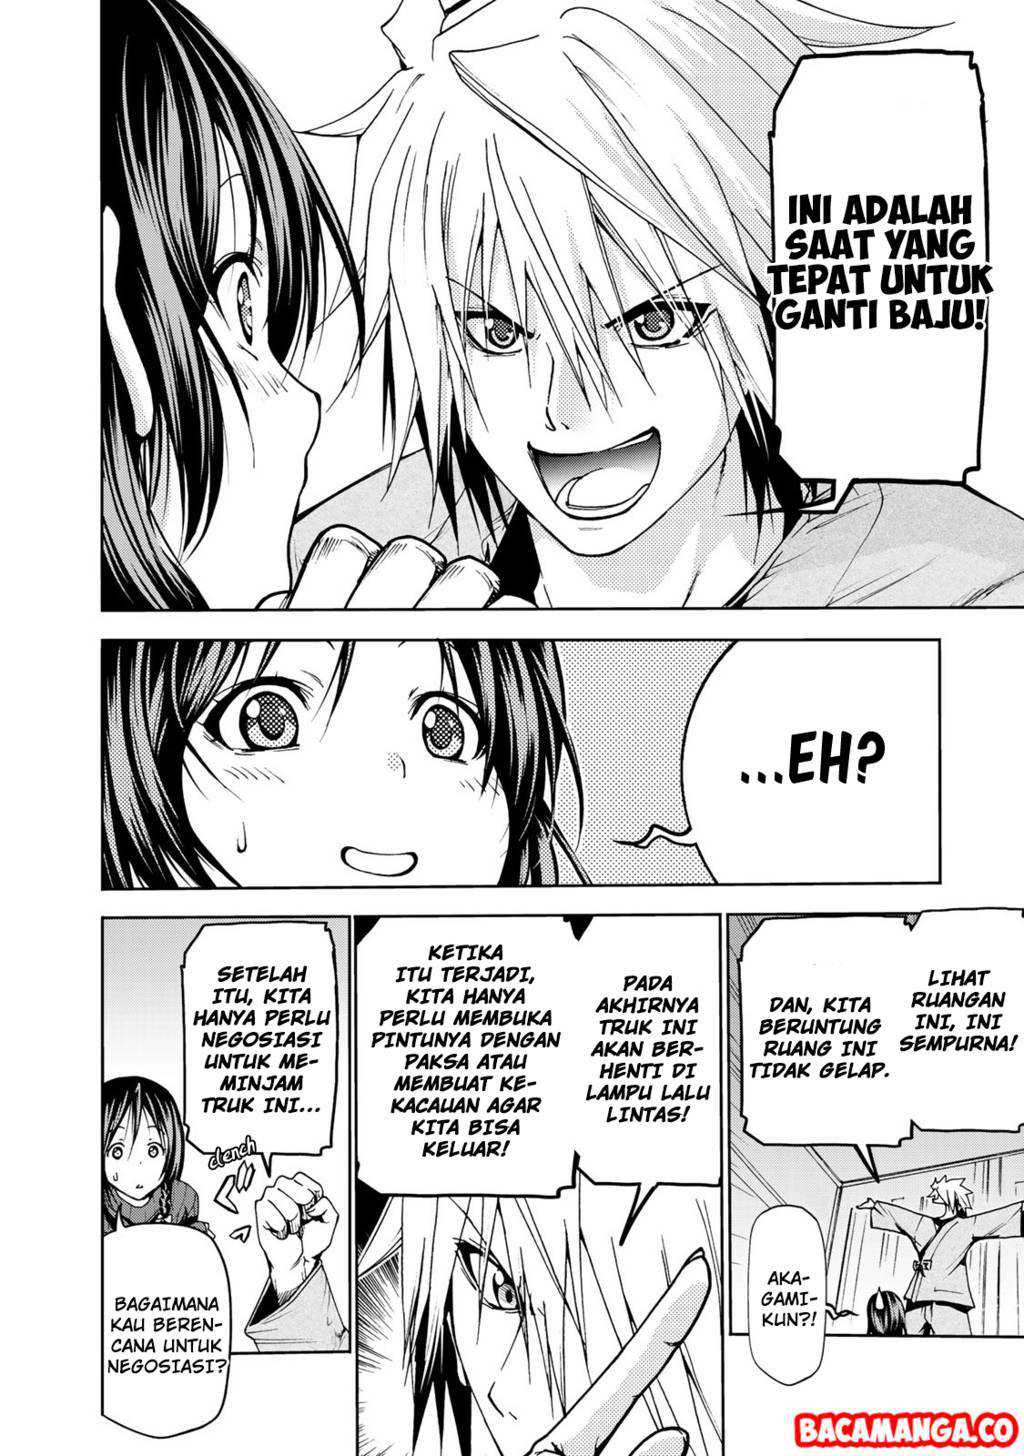 INI ADALAH
SAAT YANG
TEPAT UNTUK
GANTI BAJU!
...EH?
LIHAT
RUANGAN
INI, INI
SEMPURNA!
DAN, KITA
BERUNTUNG
RUANG INI
TIDAK GELAP.
AKA-
GAMI-
KUN?!
PADA
AKHIRNYA
TRUK INI
AKAN BER-
HENTI DI
LAMPU LALU
LINTAS!
KETIKA
ITU TERJADI,
KITA HANYA
PERLU MEMBUKA
PINTUNYA DENGAN
PAKSA ATAU
MEMBUAT KE-
KACAUAN AGAR
KITA BISA
KELUAR!
SETELAH
ITU, KITA
HANYA PERLU
NEGOSIASI
UNTUK ME-
MINJAM
TRUK INI...
clench
BAGAIMANA
KAU BEREN-
CANA UNTUK
NEGOSIASI?
BACAMANGA.CO